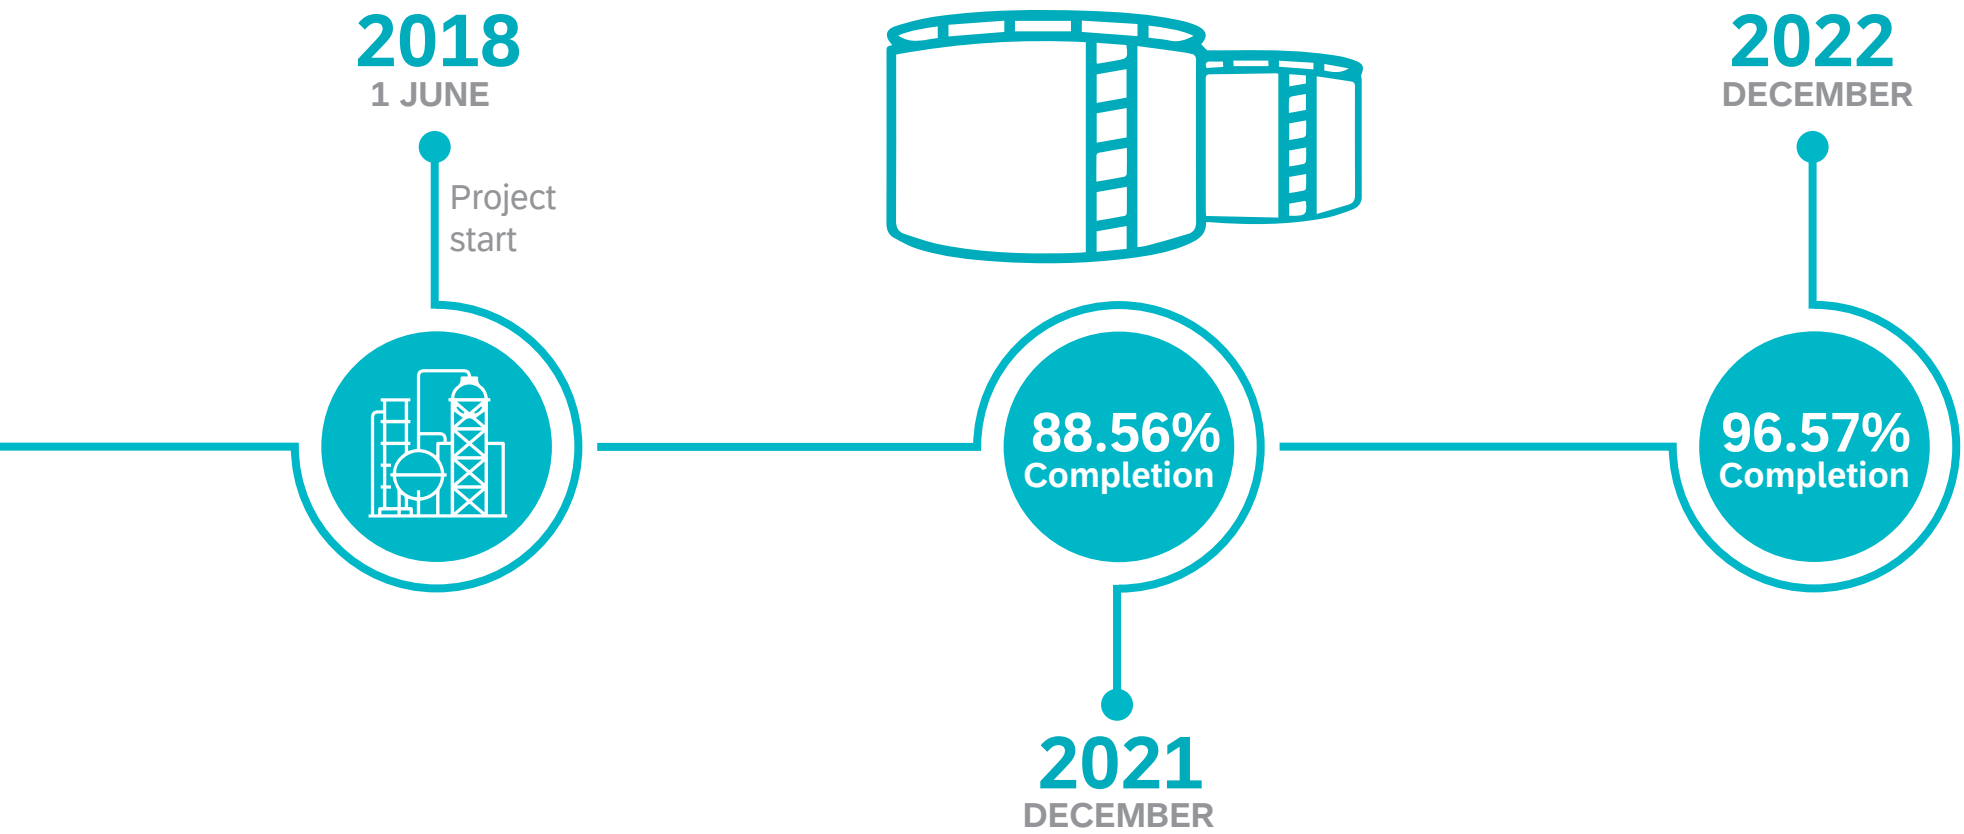 2018
1 JUNE
Project
start
88.56%
Completion
2021
DECEMBER
2022
DECEMBER
96.57%
Completion